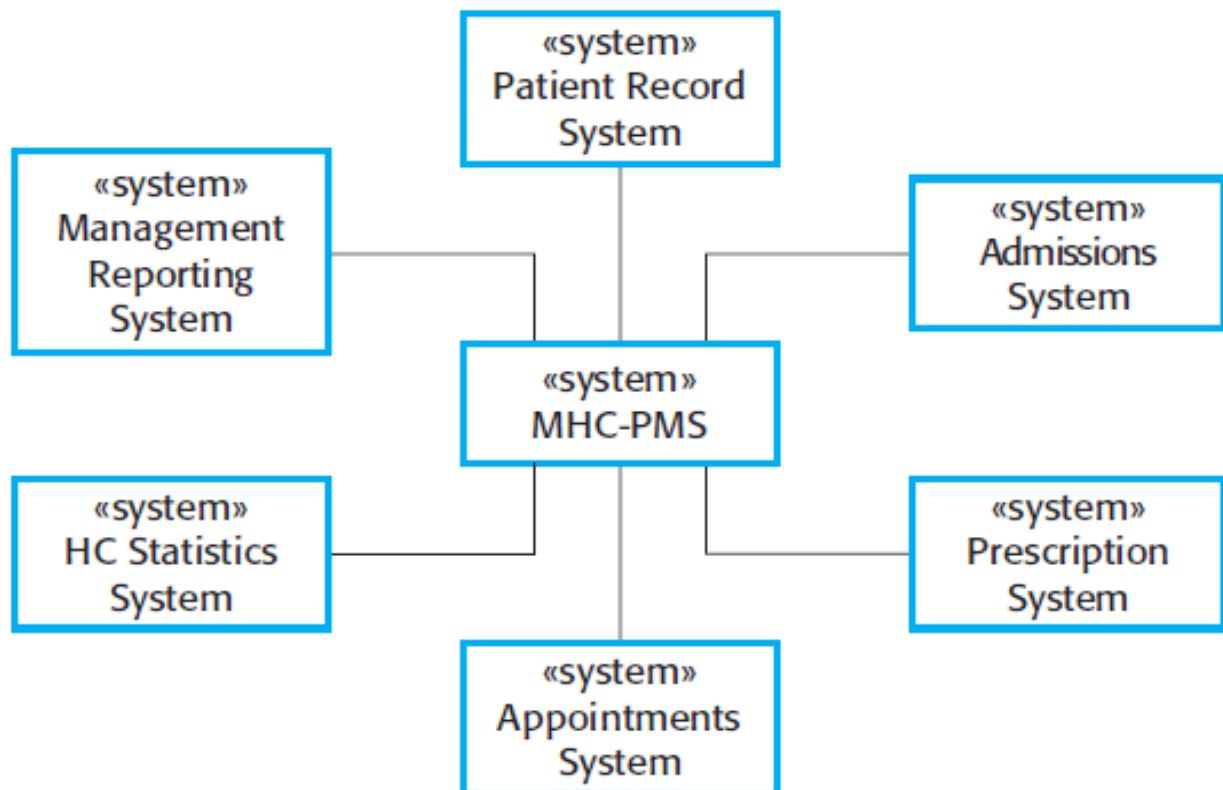 «system»
Patient Record
System
«system»
Management
Reporting
System
«system»
Admissions
System
«system»
MHC-PMS
«system»
HC Statistics
System
«system»
Prescription
System
«system»
Appointments
System